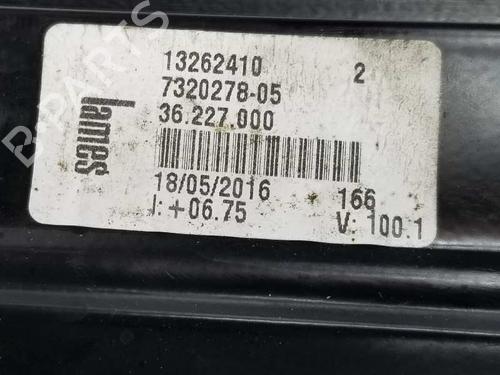 13262410 2
7320278-05
36.227.000
lames
18/05/2016 166
I: +06.75 V: 100.1
B-PARTS